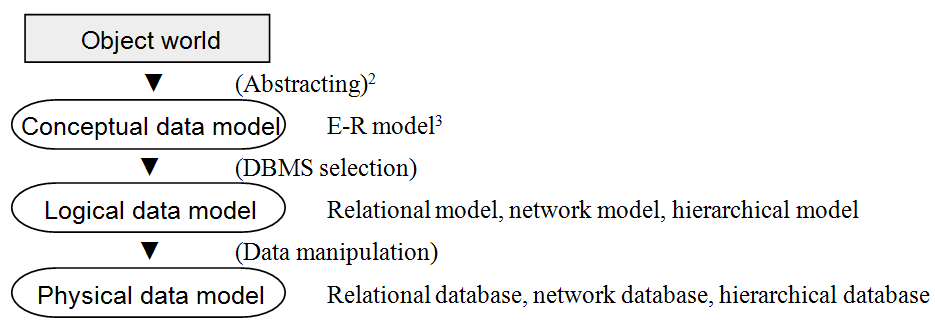 Object world
▼ (Abstracting)²
Conceptual data model E-R model³
▼ (DBMS selection)
Logical data model Relational model, network model, hierarchical model
▼ (Data manipulation)
Physical data model Relational database, network database, hierarchical database